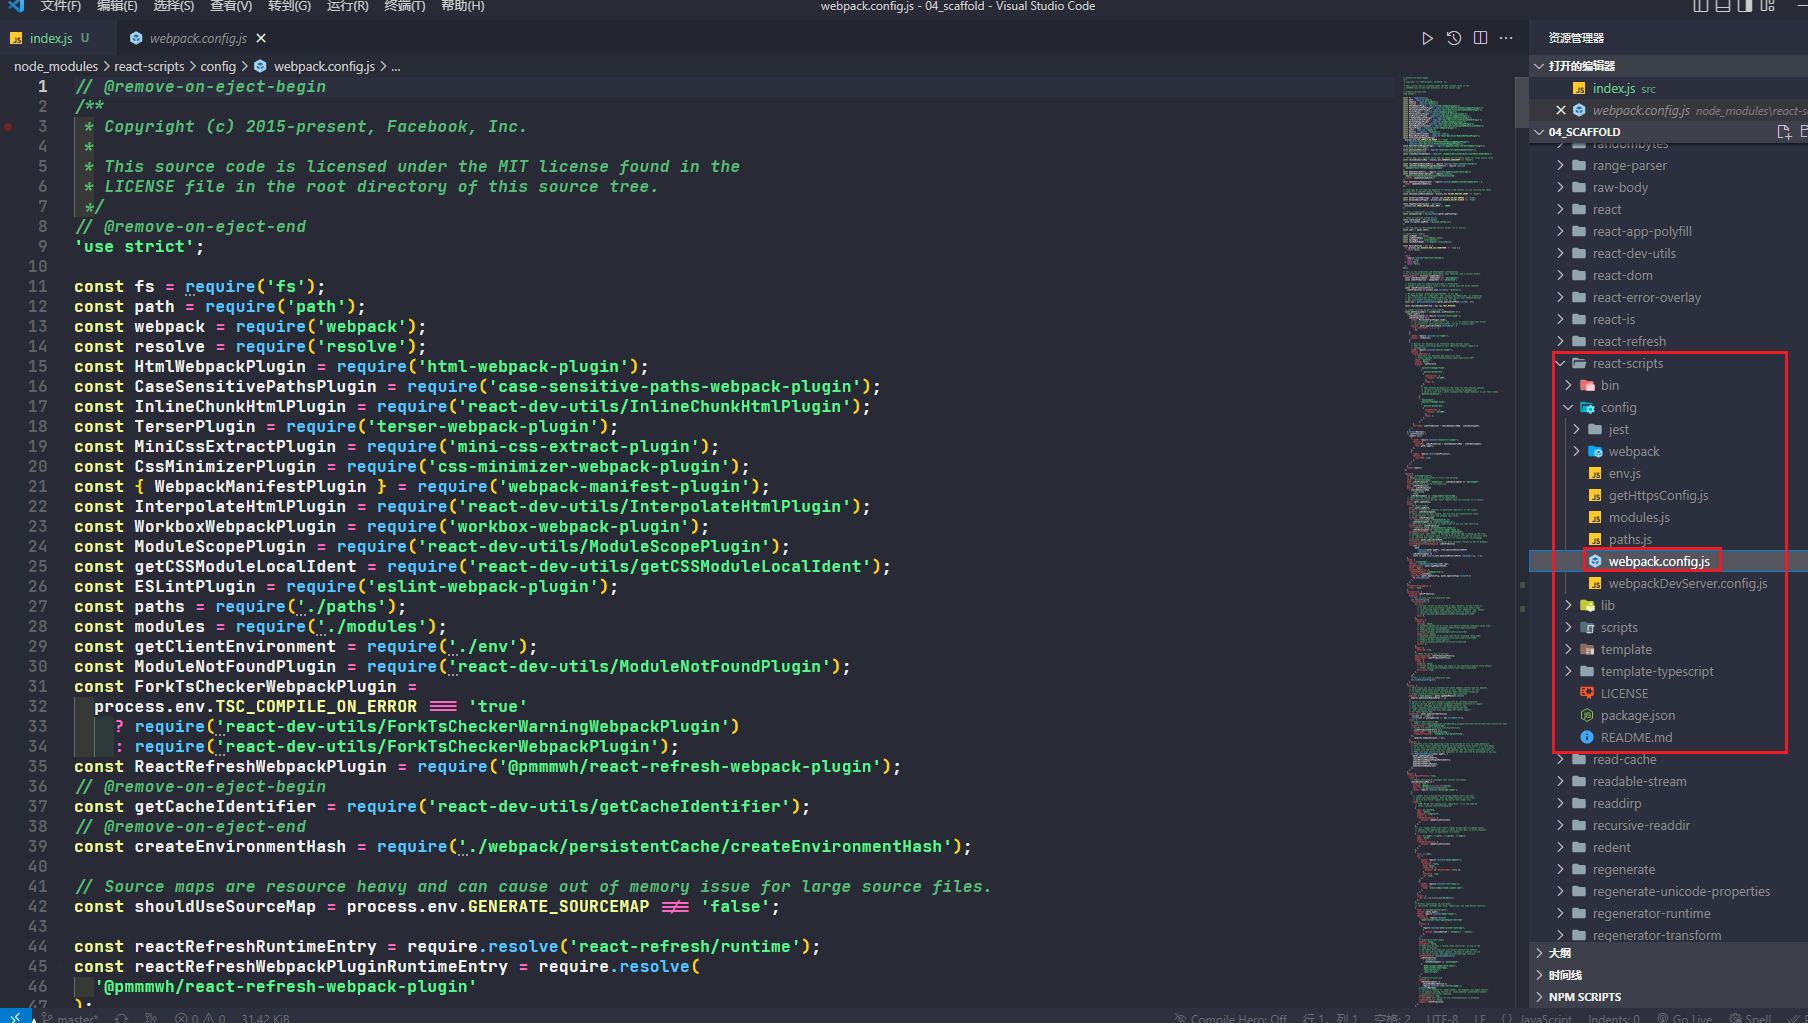 文件(F) 编辑(E) 选择(S) 查看(V) 转到(G) 运行(R) 终端(T) 帮助(H)
webpack.config.js - 04_scaffold - Visual Studio Code
index.js U
webpack.config.js
node_modules > react-scripts > config > webpack.config.js > ...
1 // @remove-on-eject-begin
2 /**
3 * Copyright (c) 2015-present, Facebook, Inc.
4 *
5 * This source code is licensed under the MIT license found in the
6 * LICENSE file in the root directory of this source tree.
7 */
8 // @remove-on-eject-end
9 'use strict';
10
11 const fs = require('fs');
12 const path = require('path');
13 const webpack = require('webpack');
14 const resolve = require('resolve');
15 const HtmlWebpackPlugin = require('html-webpack-plugin');
16 const CaseSensitivePathsPlugin = require('case-sensitive-paths-webpack-plugin');
17 const InlineChunkHtmlPlugin = require('react-dev-utils/InlineChunkHtmlPlugin');
18 const TerserPlugin = require('terser-webpack-plugin');
19 const MiniCssExtractPlugin = require('mini-css-extract-plugin');
20 const CssMinimizerPlugin = require('css-minimizer-webpack-plugin');
21 const { WebpackManifestPlugin } = require('webpack-manifest-plugin');
22 const InterpolateHtmlPlugin = require('react-dev-utils/InterpolateHtmlPlugin');
23 const WorkboxWebpackPlugin = require('workbox-webpack-plugin');
24 const ModuleScopePlugin = require('react-dev-utils/ModuleScopePlugin');
25 const getCSSModuleLocalIdent = require('react-dev-utils/getCSSModuleLocalIdent');
26 const ESLintPlugin = require('eslint-webpack-plugin');
27 const paths = require('./paths');
28 const modules = require('./modules');
29 const getClientEnvironment = require('./env');
30 const ModuleNotFoundPlugin = require('react-dev-utils/ModuleNotFoundPlugin');
31 const ForkTsCheckerWebpackPlugin =
32 process.env.TSC_COMPILE_ON_ERROR === 'true'
33 ? require('react-dev-utils/ForkTsCheckerWarningWebpackPlugin')
34 : require('react-dev-utils/ForkTsCheckerWebpackPlugin');
35 const ReactRefreshWebpackPlugin = require('@pmmmwh/react-refresh-webpack-plugin');
36 // @remove-on-eject-begin
37 const getCacheIdentifier = require('react-dev-utils/getCacheIdentifier');
38 // @remove-on-eject-end
39 const createEnvironmentHash = require('./webpack/persistentCache/createEnvironmentHash');
40
41 // Source maps are resource heavy and can cause out of memory issue for large source files.
42 const shouldUseSourceMap = process.env.GENERATE_SOURCEMAP !== 'false';
43
44 const reactRefreshRuntimeEntry = require.resolve('react-refresh/runtime');
45 const reactRefreshWebpackPluginRuntimeEntry = require.resolve(
46 '@pmmmwh/react-refresh-webpack-plugin'
47 );
资源管理器
打开的编辑器
index.js src
webpack.config.js node_modules\react-s
04_SCAFFOLD
randombytes
range-parser
raw-body
react
react-app-polyfill
react-dev-utils
react-dom
react-error-overlay
react-is
react-refresh
react-scripts
bin
config
jest
webpack
env.js
getHttpsConfig.js
modules.js
paths.js
webpack.config.js
webpackDevServer.config.js
lib
scripts
template
template-typescript
LICENSE
package.json
README.md
read-cache
readable-stream
readdirp
recursive-readdir
redent
regenerate
regenerate-unicode-properties
regenerator-runtime
regenerator-transform
大纲
时间线
NPM SCRIPTS
master* 0 0 31.42 KiB
Compile Hero: Off 行 1, 列 1 空格: 2 UTF-8 LF {} JavaScript Indents: 0 Go Live Spell